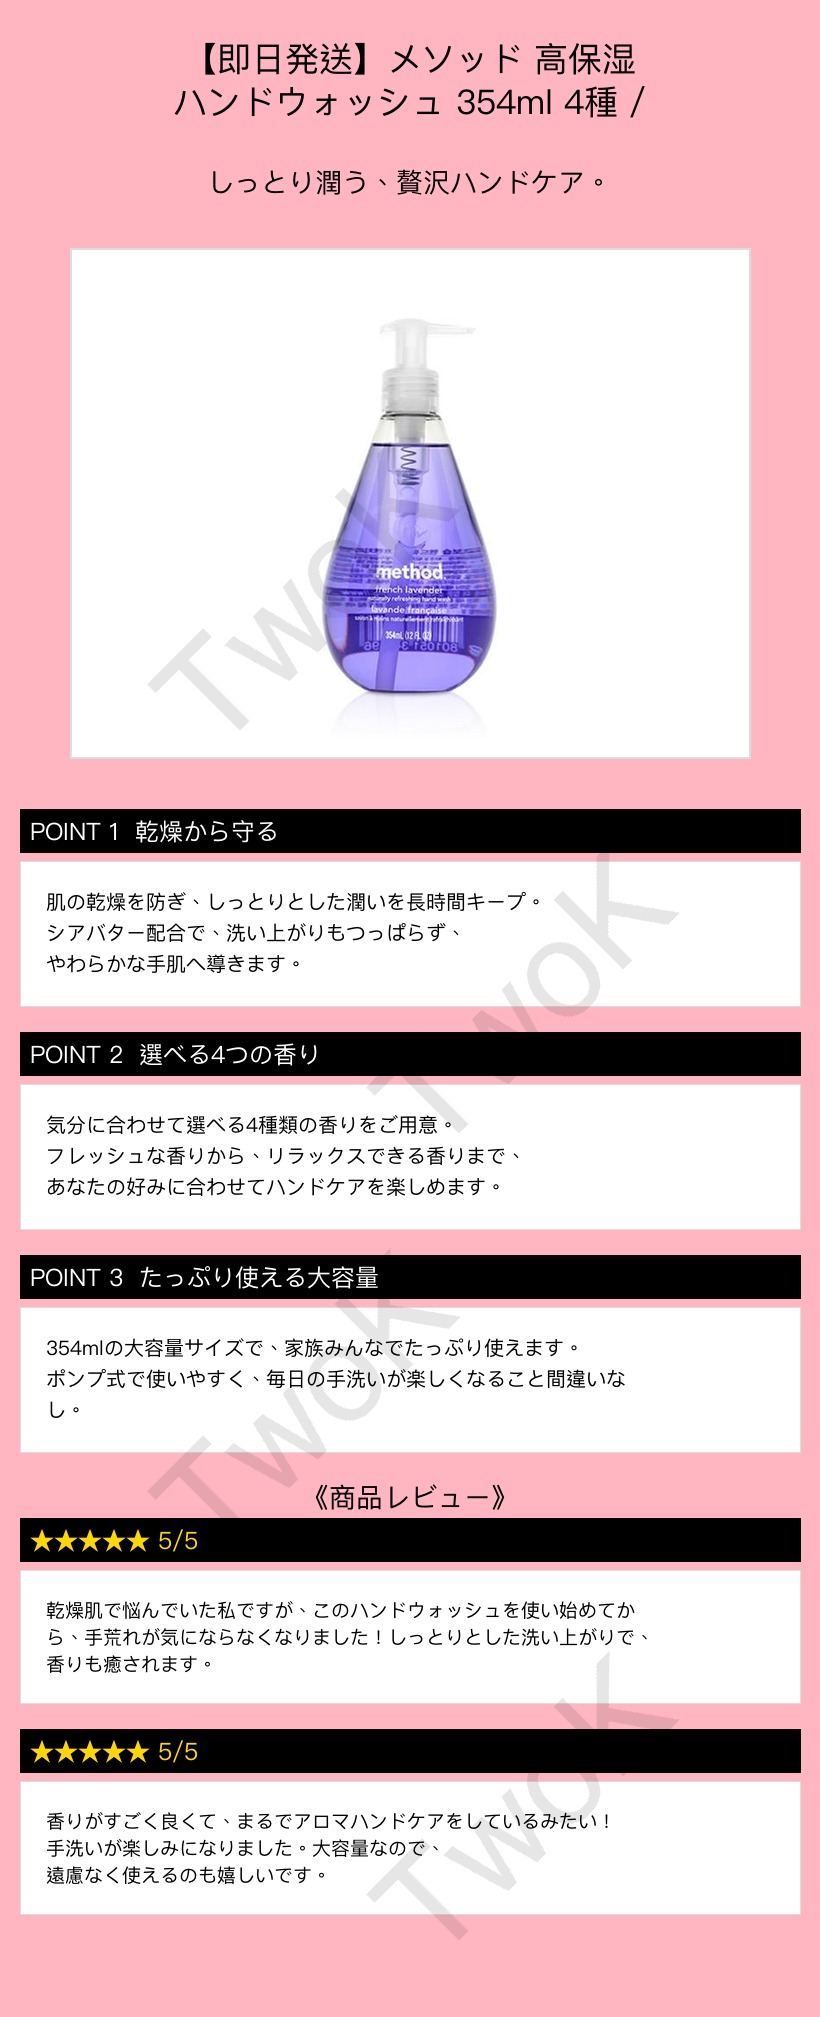 【即日発送】メソッド 高保湿
ハンドウォッシュ 354ml 4種 /
しっとり潤う、贅沢ハンドケア。
method
french lavender
naturally refreshing hand wash
lavande française
savon à mains naturellement rafraîchissant
354mL (12 FL OZ)
TwoK
POINT 1 乾燥から守る
肌の乾燥を防ぎ、しっとりとした潤いを長時間キープ。
シアバター配合で、洗い上がりもつっぱらず、
やわらかな手肌へ導きます。
TwoK
POINT 2 選べる4つの香り
気分に合わせて選べる4種類の香りをご用意。
フレッシュな香りから、リラックスできる香りまで、
あなたの好みに合わせてハンドケアを楽しめます。
POINT 3 たっぷり使える大容量
354mlの大容量サイズで、家族みんなでたっぷり使えます。
ポンプ式で使いやすく、毎日の手洗いが楽しくなること間違いな
し。
TwoK
《商品レビュー》
★★★★★ 5/5
乾燥肌で悩んでいた私ですが、このハンドウォッシュを使い始めてか
ら、手荒れが気にならなくなりました！しっとりとした洗い上がりで、
香りも癒されます。
★★★★★ 5/5
香りがすごく良くて、まるでアロマハンドケアをしているみたい！
手洗いが楽しみになりました。大容量なので、
遠慮なく使えるのも嬉しいです。
TwoK